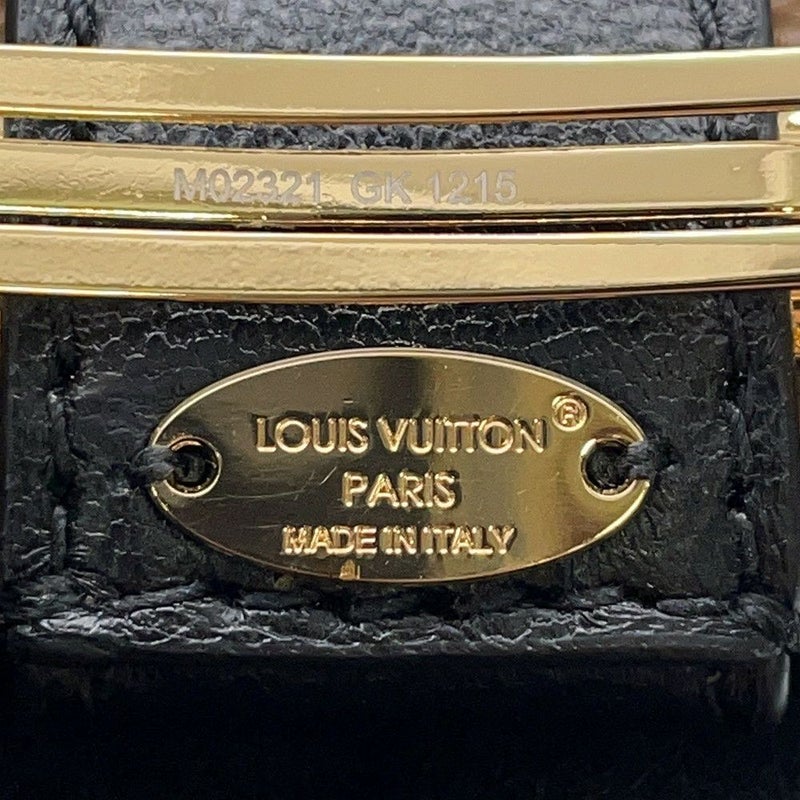 M02321 GK 1215
LOUIS VUITTON ®
PARIS
MADE IN ITALY